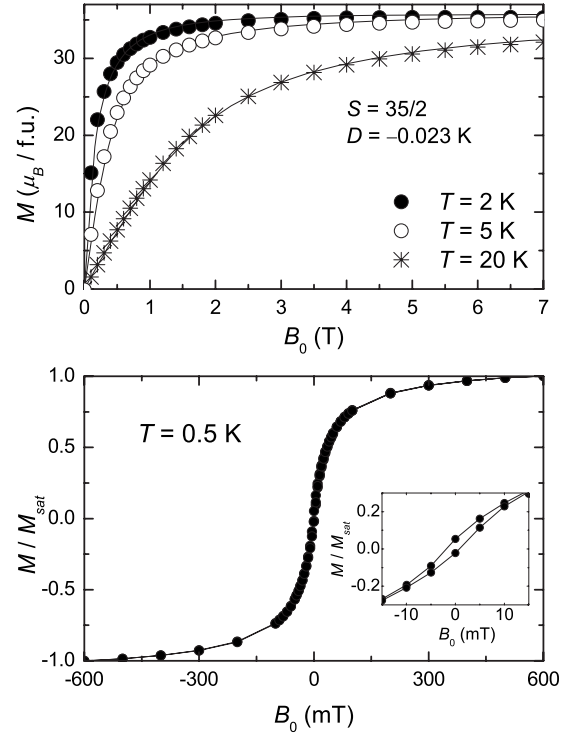 30
20
10
0
M (μB / f.u.)
S = 35/2
D = −0.023 K
T = 2 K
T = 5 K
T = 20 K
0 1 2 3 4 5 6 7
B0 (T)
1.0
0.5
0.0
-0.5
-1.0
M / Msat
T = 0.5 K
0.2
0.0
-0.2
M / Msat
-10 0 10
B0 (mT)
-600 -300 0 300 600
B0 (mT)